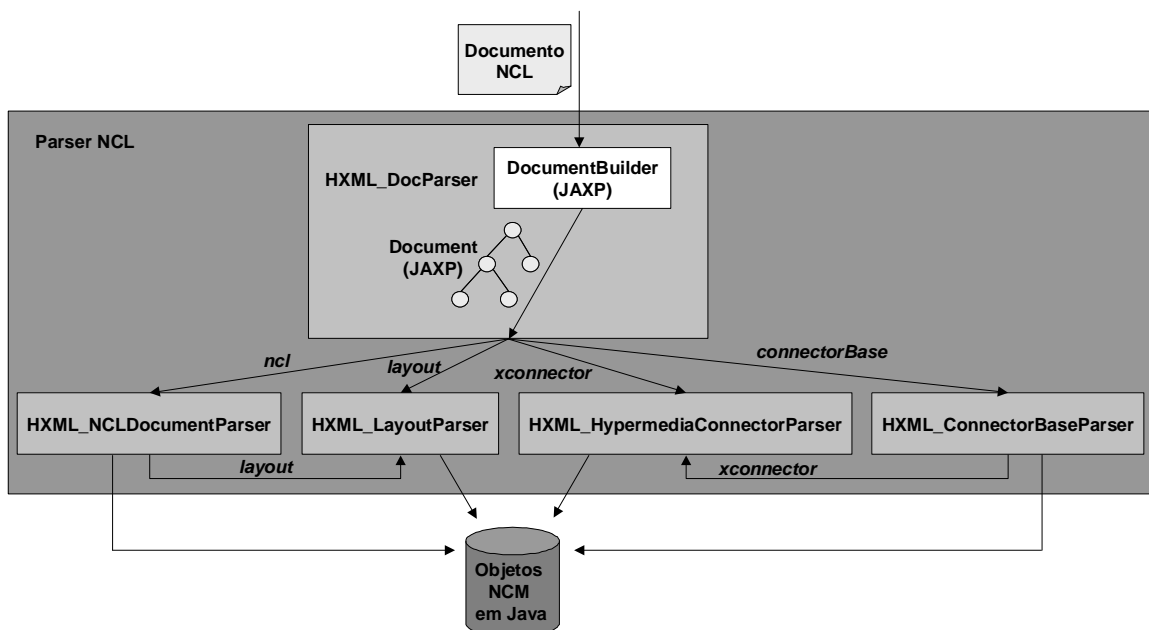 Documento
NCL
Parser NCL
HXML_DocParser
DocumentBuilder
(JAXP)
Document
(JAXP)
ncl
layout
xconnector
connectorBase
HXML_NCLDocumentParser
HXML_LayoutParser
HXML_HypermediaConnectorParser
HXML_ConnectorBaseParser
layout
xconnector
Objetos
NCM
em Java